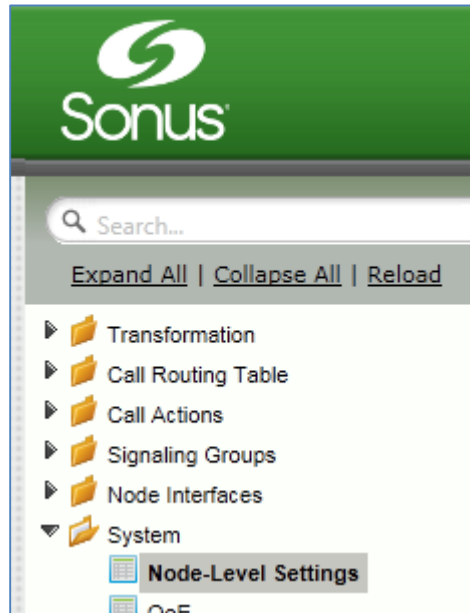 Sonus
Search...
Expand All | Collapse All | Reload
Transformation
Call Routing Table
Call Actions
Signaling Groups
Node Interfaces
System
Node-Level Settings